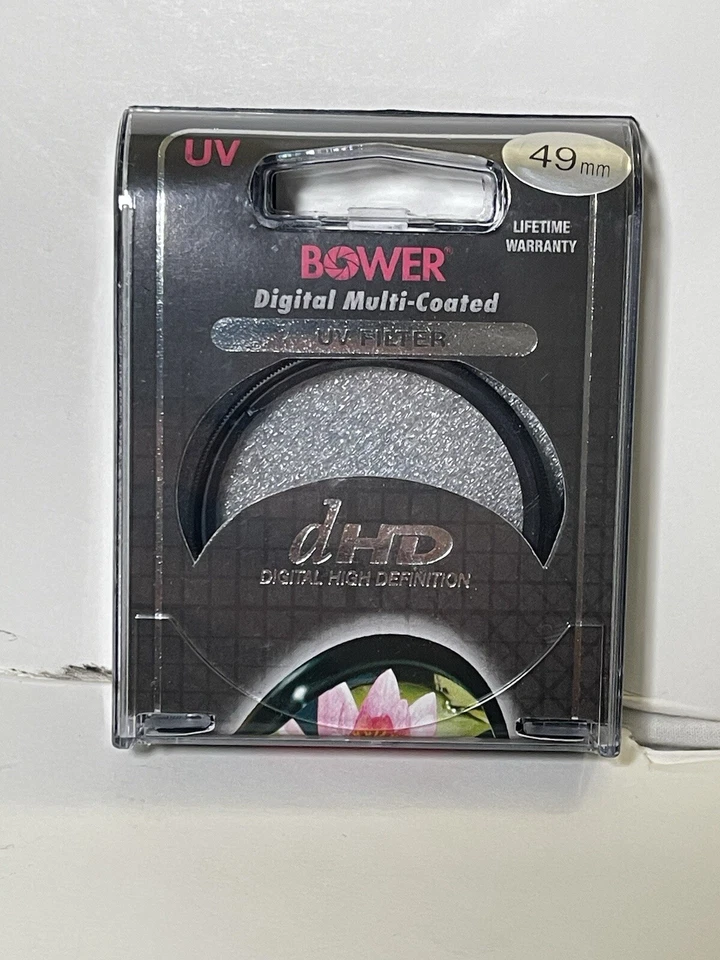 UV
49mm
LIFETIME
WARRANTY
BOWER®
Digital Multi-Coated
UV FILTER
dHD
DIGITAL HIGH DEFINITION